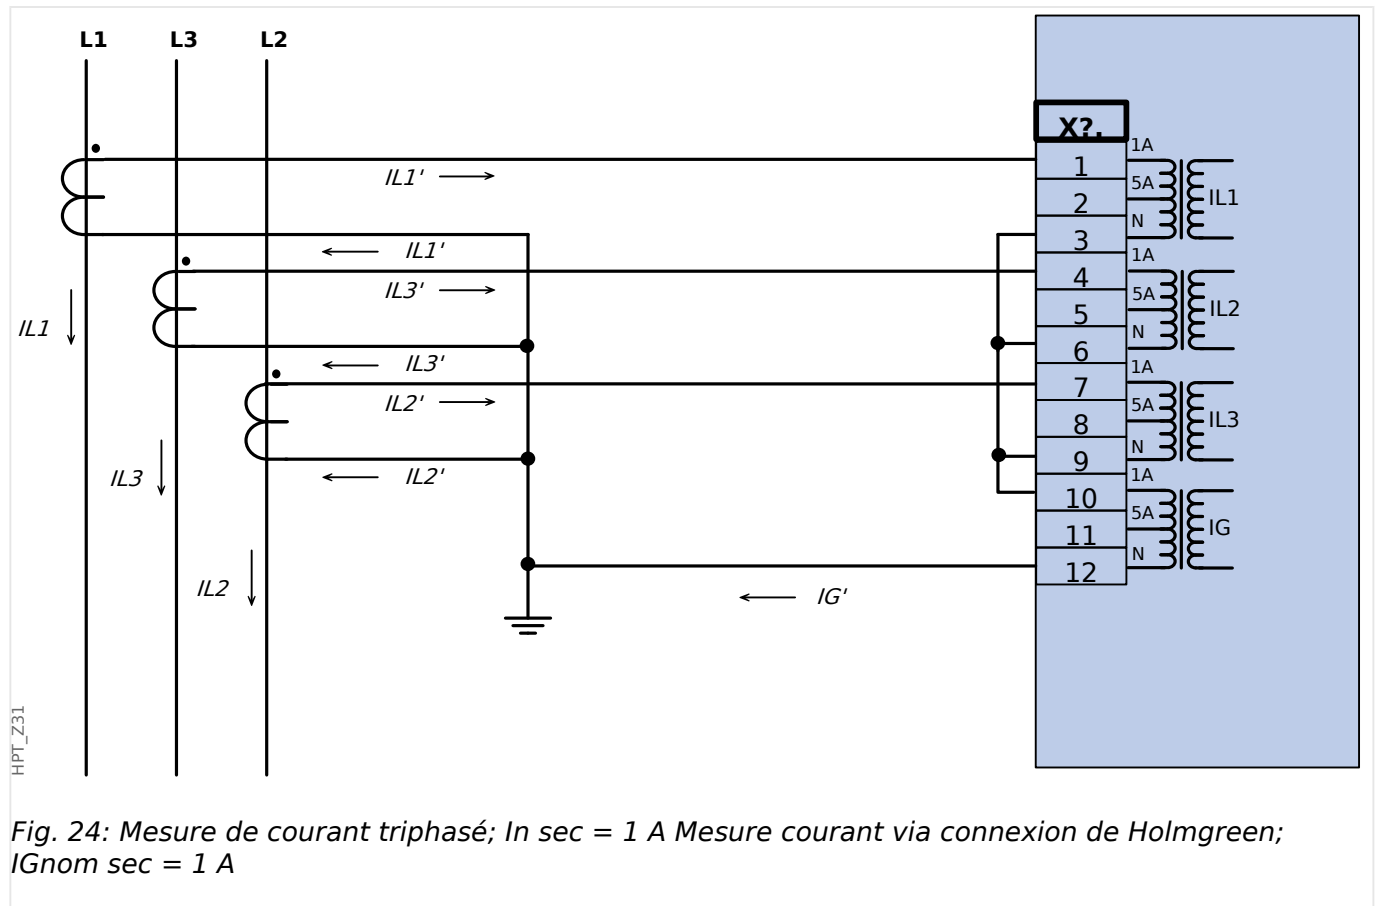 L1 L3 L2
X?.
1A
1
5A
IL1
2
N
3
1A
4
5A
IL2
5
N
6
1A
7
5A
IL3
8
N
9
1A
10
5A
IG
11
N
12
IL1'
IL1'
IL3'
IL3'
IL2'
IL2'
IG'
IL1
IL3
IL2
HPT_Z31
Fig. 24: Mesure de courant triphasé; In sec = 1 A Mesure courant via connexion de Holmgreen;
IGnom sec = 1 A